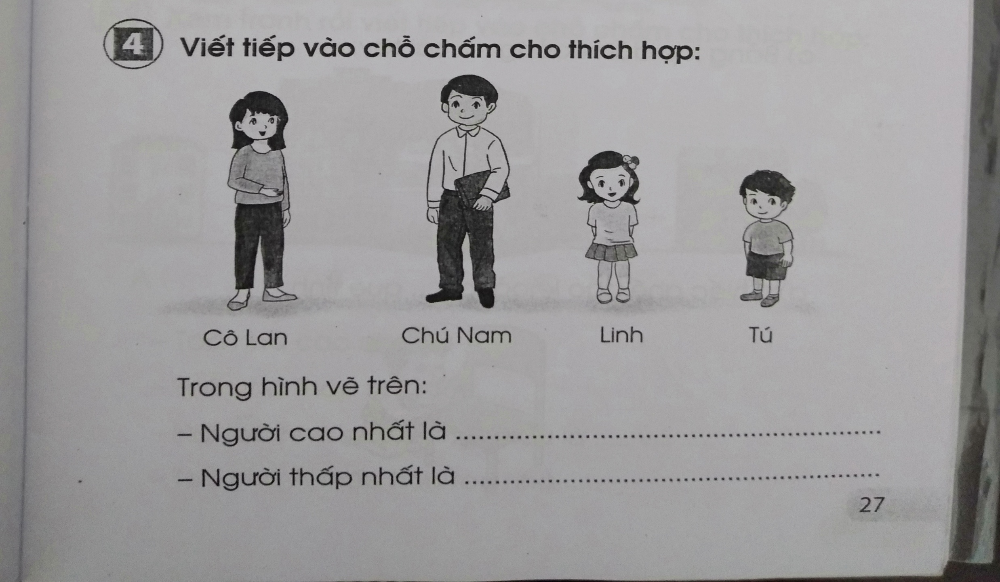 4 Viết tiếp vào chỗ chấm cho thích hợp:
Cô Lan Chú Nam Linh Tú
Trong hình vẽ trên:
– Người cao nhất là ........................................
– Người thấp nhất là ........................................
27